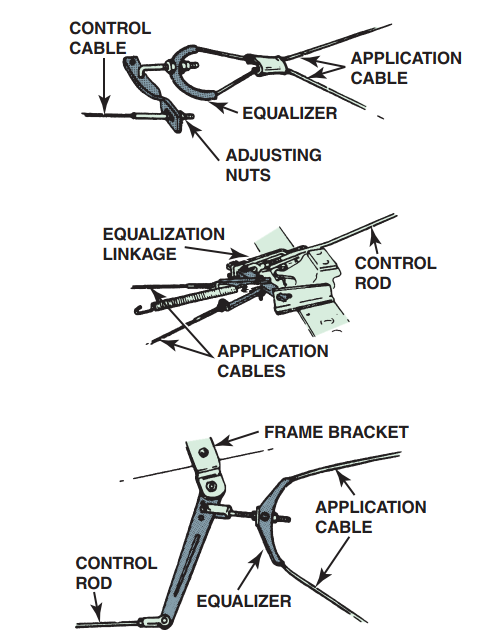 CONTROL
CABLE
APPLICATION
CABLE
EQUALIZER
ADJUSTING
NUTS
EQUALIZATION
LINKAGE
CONTROL
ROD
APPLICATION
CABLES
FRAME BRACKET
APPLICATION
CABLE
CONTROL
ROD
EQUALIZER